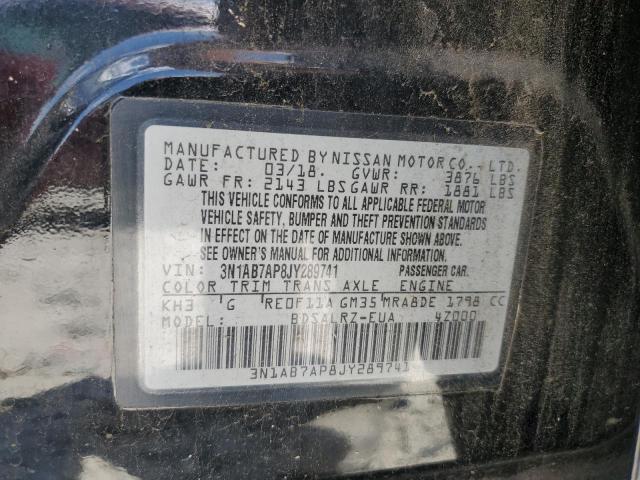 MANUFACTURED BY NISSAN MOTOR CO., LTD.
DATE: 03/18. GVWR: 3876 LBS
GAWR FR: 2143 LBS GAWR RR: 1881 LBS
THIS VEHICLE CONFORMS TO ALL APPLICABLE FEDERAL MOTOR
VEHICLE SAFETY, BUMPER AND THEFT PREVENTION STANDARDS
IN EFFECT ON THE DATE OF MANUFACTURE SHOWN ABOVE.
SEE OWNER'S MANUAL FOR ADDITIONAL INFORMATION.
VIN: 3N1AB7AP8JY289741 PASSENGER CAR.
COLOR TRIM TRANS AXLE ENGINE
KH3 G RE0F11A GM35 MRA8DE 1798 CC
MODEL: BDSALRZ-EUA 4Z000
3N1AB7AP8JY289741